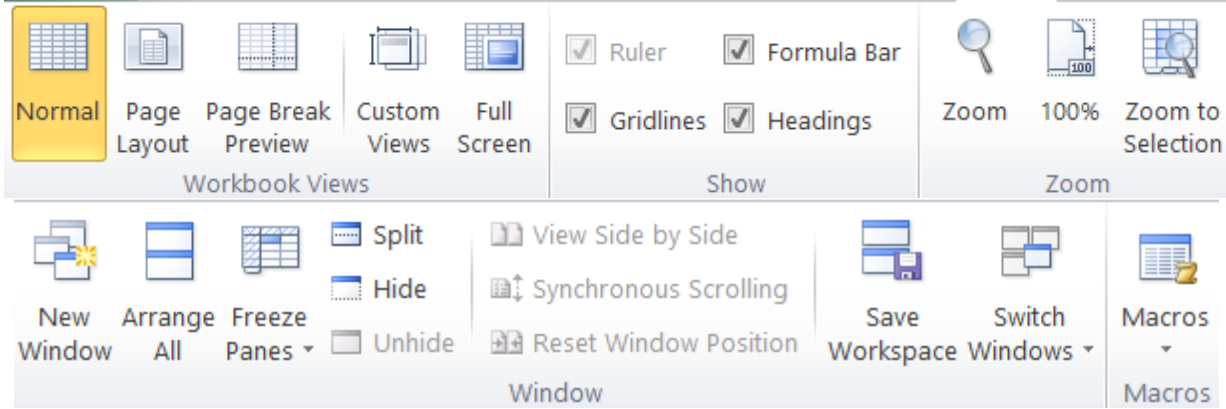 Normal
Page Layout
Page Break Preview
Custom Views
Full Screen
Workbook Views
Ruler
Formula Bar
Gridlines
Headings
Show
Zoom
100
100%
Zoom to Selection
Zoom
New Window
Arrange All
Freeze Panes
Split
Hide
Unhide
View Side by Side
Synchronous Scrolling
Reset Window Position
Save Workspace
Switch Windows
Window
Macros
Macros